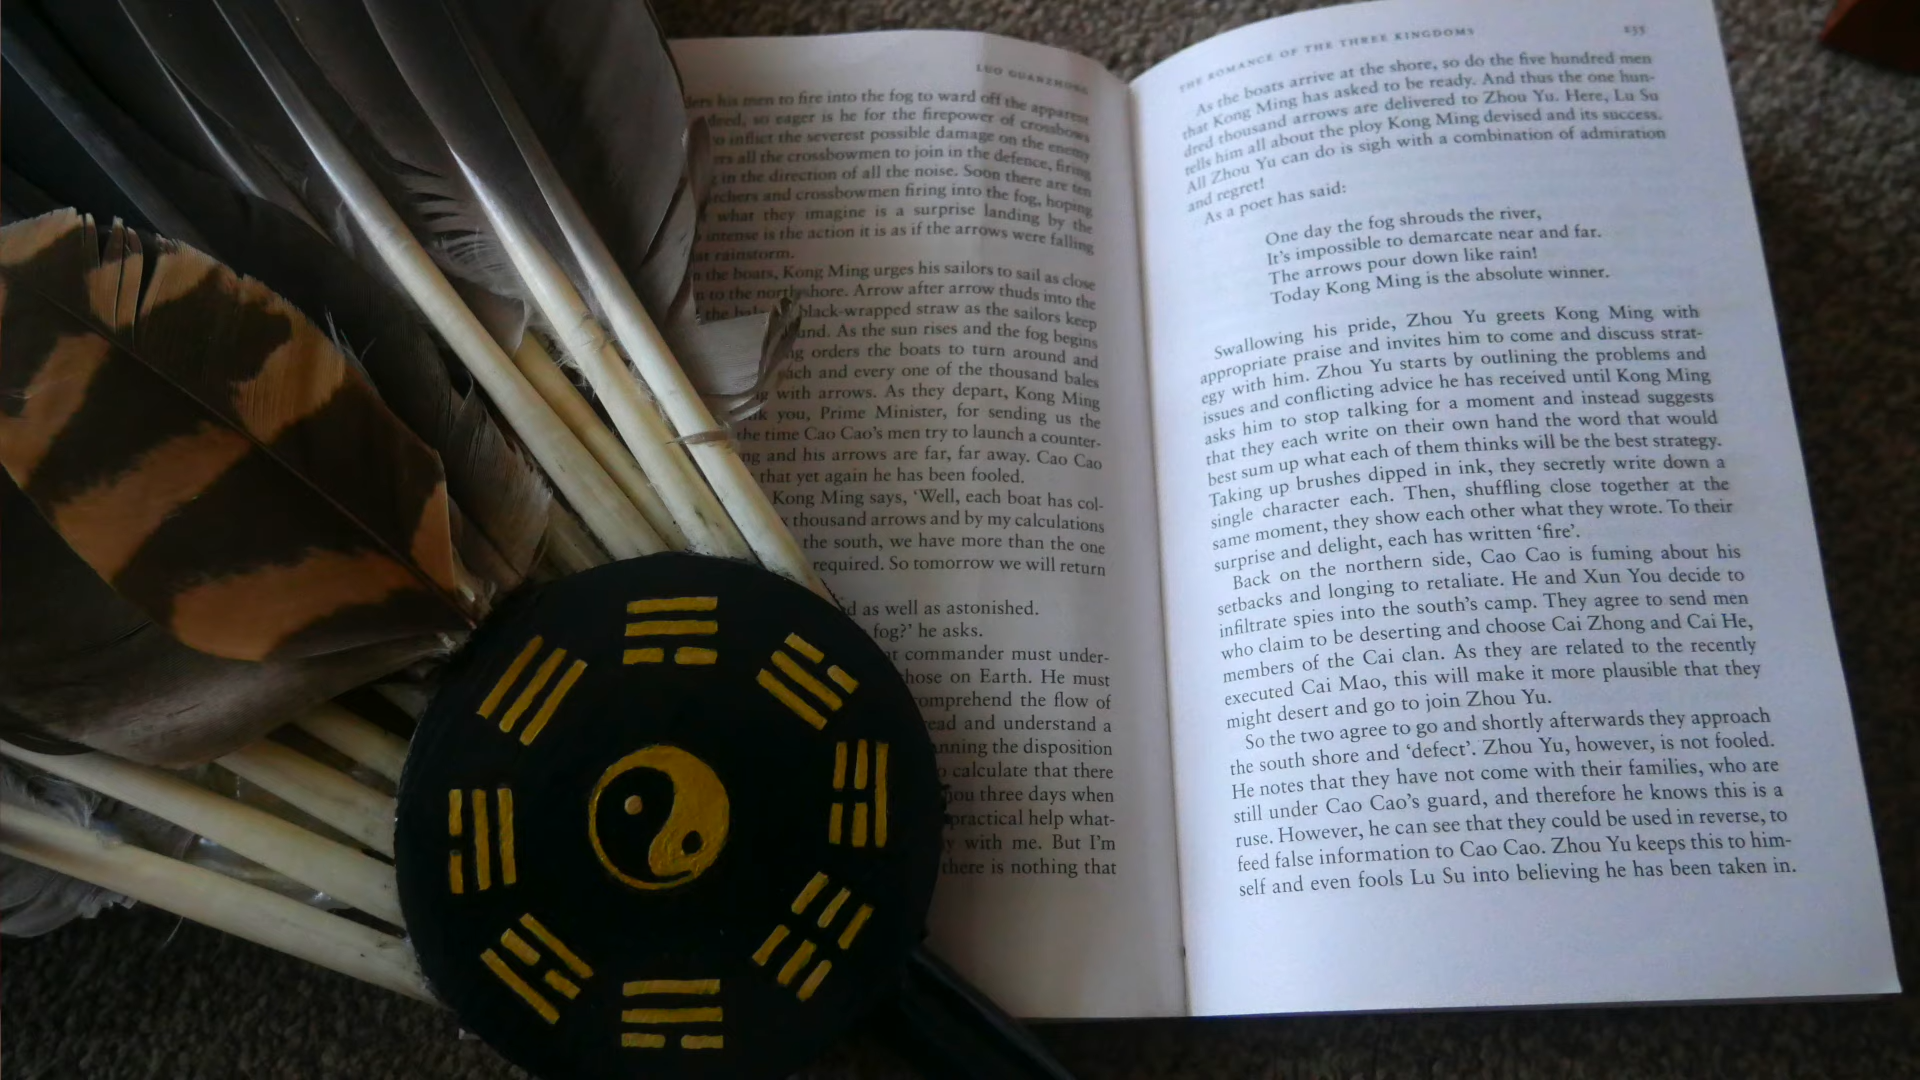 LUO GUANZHONG
his men to fire into the fog to ward off the apparent
so eager is he for the firepower of crossbows
to inflict the severest possible damage on the enemy
all the crossbowmen to join in the defence, firing
in the direction of all the noise. Soon there are ten
and crossbowmen firing into the fog, hoping
what they imagine is a surprise landing by the
intense is the action it is as if the arrows were falling
rainstorm.
the boats, Kong Ming urges his sailors to sail as close
to the north shore. Arrow after arrow thuds into the
black-wrapped straw as the sailors keep
As the sun rises and the fog begins
orders the boats to turn around and
each and every one of the thousand bales
with arrows. As they depart, Kong Ming
you, Prime Minister, for sending us the
the time Cao Cao's men try to launch a counter-
and his arrows are far, far away. Cao Cao
that yet again he has been fooled.
Kong Ming says, 'Well, each boat has col-
thousand arrows and by my calculations
the south, we have more than the one
required. So tomorrow we will return
as well as astonished.
fog?' he asks.
commander must under-
those on Earth. He must
comprehend the flow of
read and understand a
the disposition
calculate that there
three days when
practical help what-
with me. But I'm
there is nothing that
THE ROMANCE OF THE THREE KINGDOMS
235
As the boats arrive at the shore, so do the five hundred men
that Kong Ming has asked to be ready. And thus the one hun-
dred thousand arrows are delivered to Zhou Yu. Here, Lu Su
tells him all about the ploy Kong Ming devised and its success.
All Zhou Yu can do is sigh with a combination of admiration
and regret!
As a poet has said:
One day the fog shrouds the river,
It's impossible to demarcate near and far.
The arrows pour down like rain!
Today Kong Ming is the absolute winner.
Swallowing his pride, Zhou Yu greets Kong Ming with
appropriate praise and invites him to come and discuss strat-
egy with him. Zhou Yu starts by outlining the problems and
issues and conflicting advice he has received until Kong Ming
asks him to stop talking for a moment and instead suggests
that they each write on their own hand the word that would
best sum up what each of them thinks will be the best strategy.
Taking up brushes dipped in ink, they secretly write down a
single character each. Then, shuffling close together at the
same moment, they show each other what they wrote. To their
surprise and delight, each has written 'fire'.
Back on the northern side, Cao Cao is fuming about his
setbacks and longing to retaliate. He and Xun You decide to
infiltrate spies into the south's camp. They agree to send men
who claim to be deserting and choose Cai Zhong and Cai He,
members of the Cai clan. As they are related to the recently
executed Cai Mao, this will make it more plausible that they
might desert and go to join Zhou Yu.
So the two agree to go and shortly afterwards they approach
the south shore and 'defect'. Zhou Yu, however, is not fooled.
He notes that they have not come with their families, who are
still under Cao Cao's guard, and therefore he knows this is a
ruse. However, he can see that they could be used in reverse, to
feed false information to Cao Cao. Zhou Yu keeps this to him-
self and even fools Lu Su into believing he has been taken in.